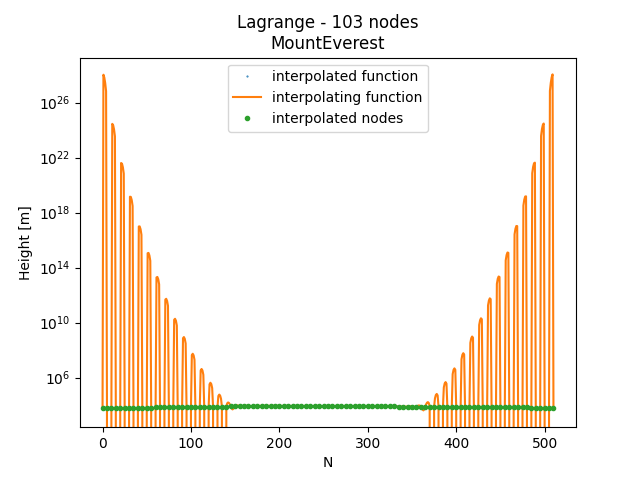 Lagrange - 103 nodes
MountEverest
interpolated function
interpolating function
interpolated nodes
Height [m]
10^26
10^22
10^18
10^14
10^10
10^6
0 100 200 300 400 500
N